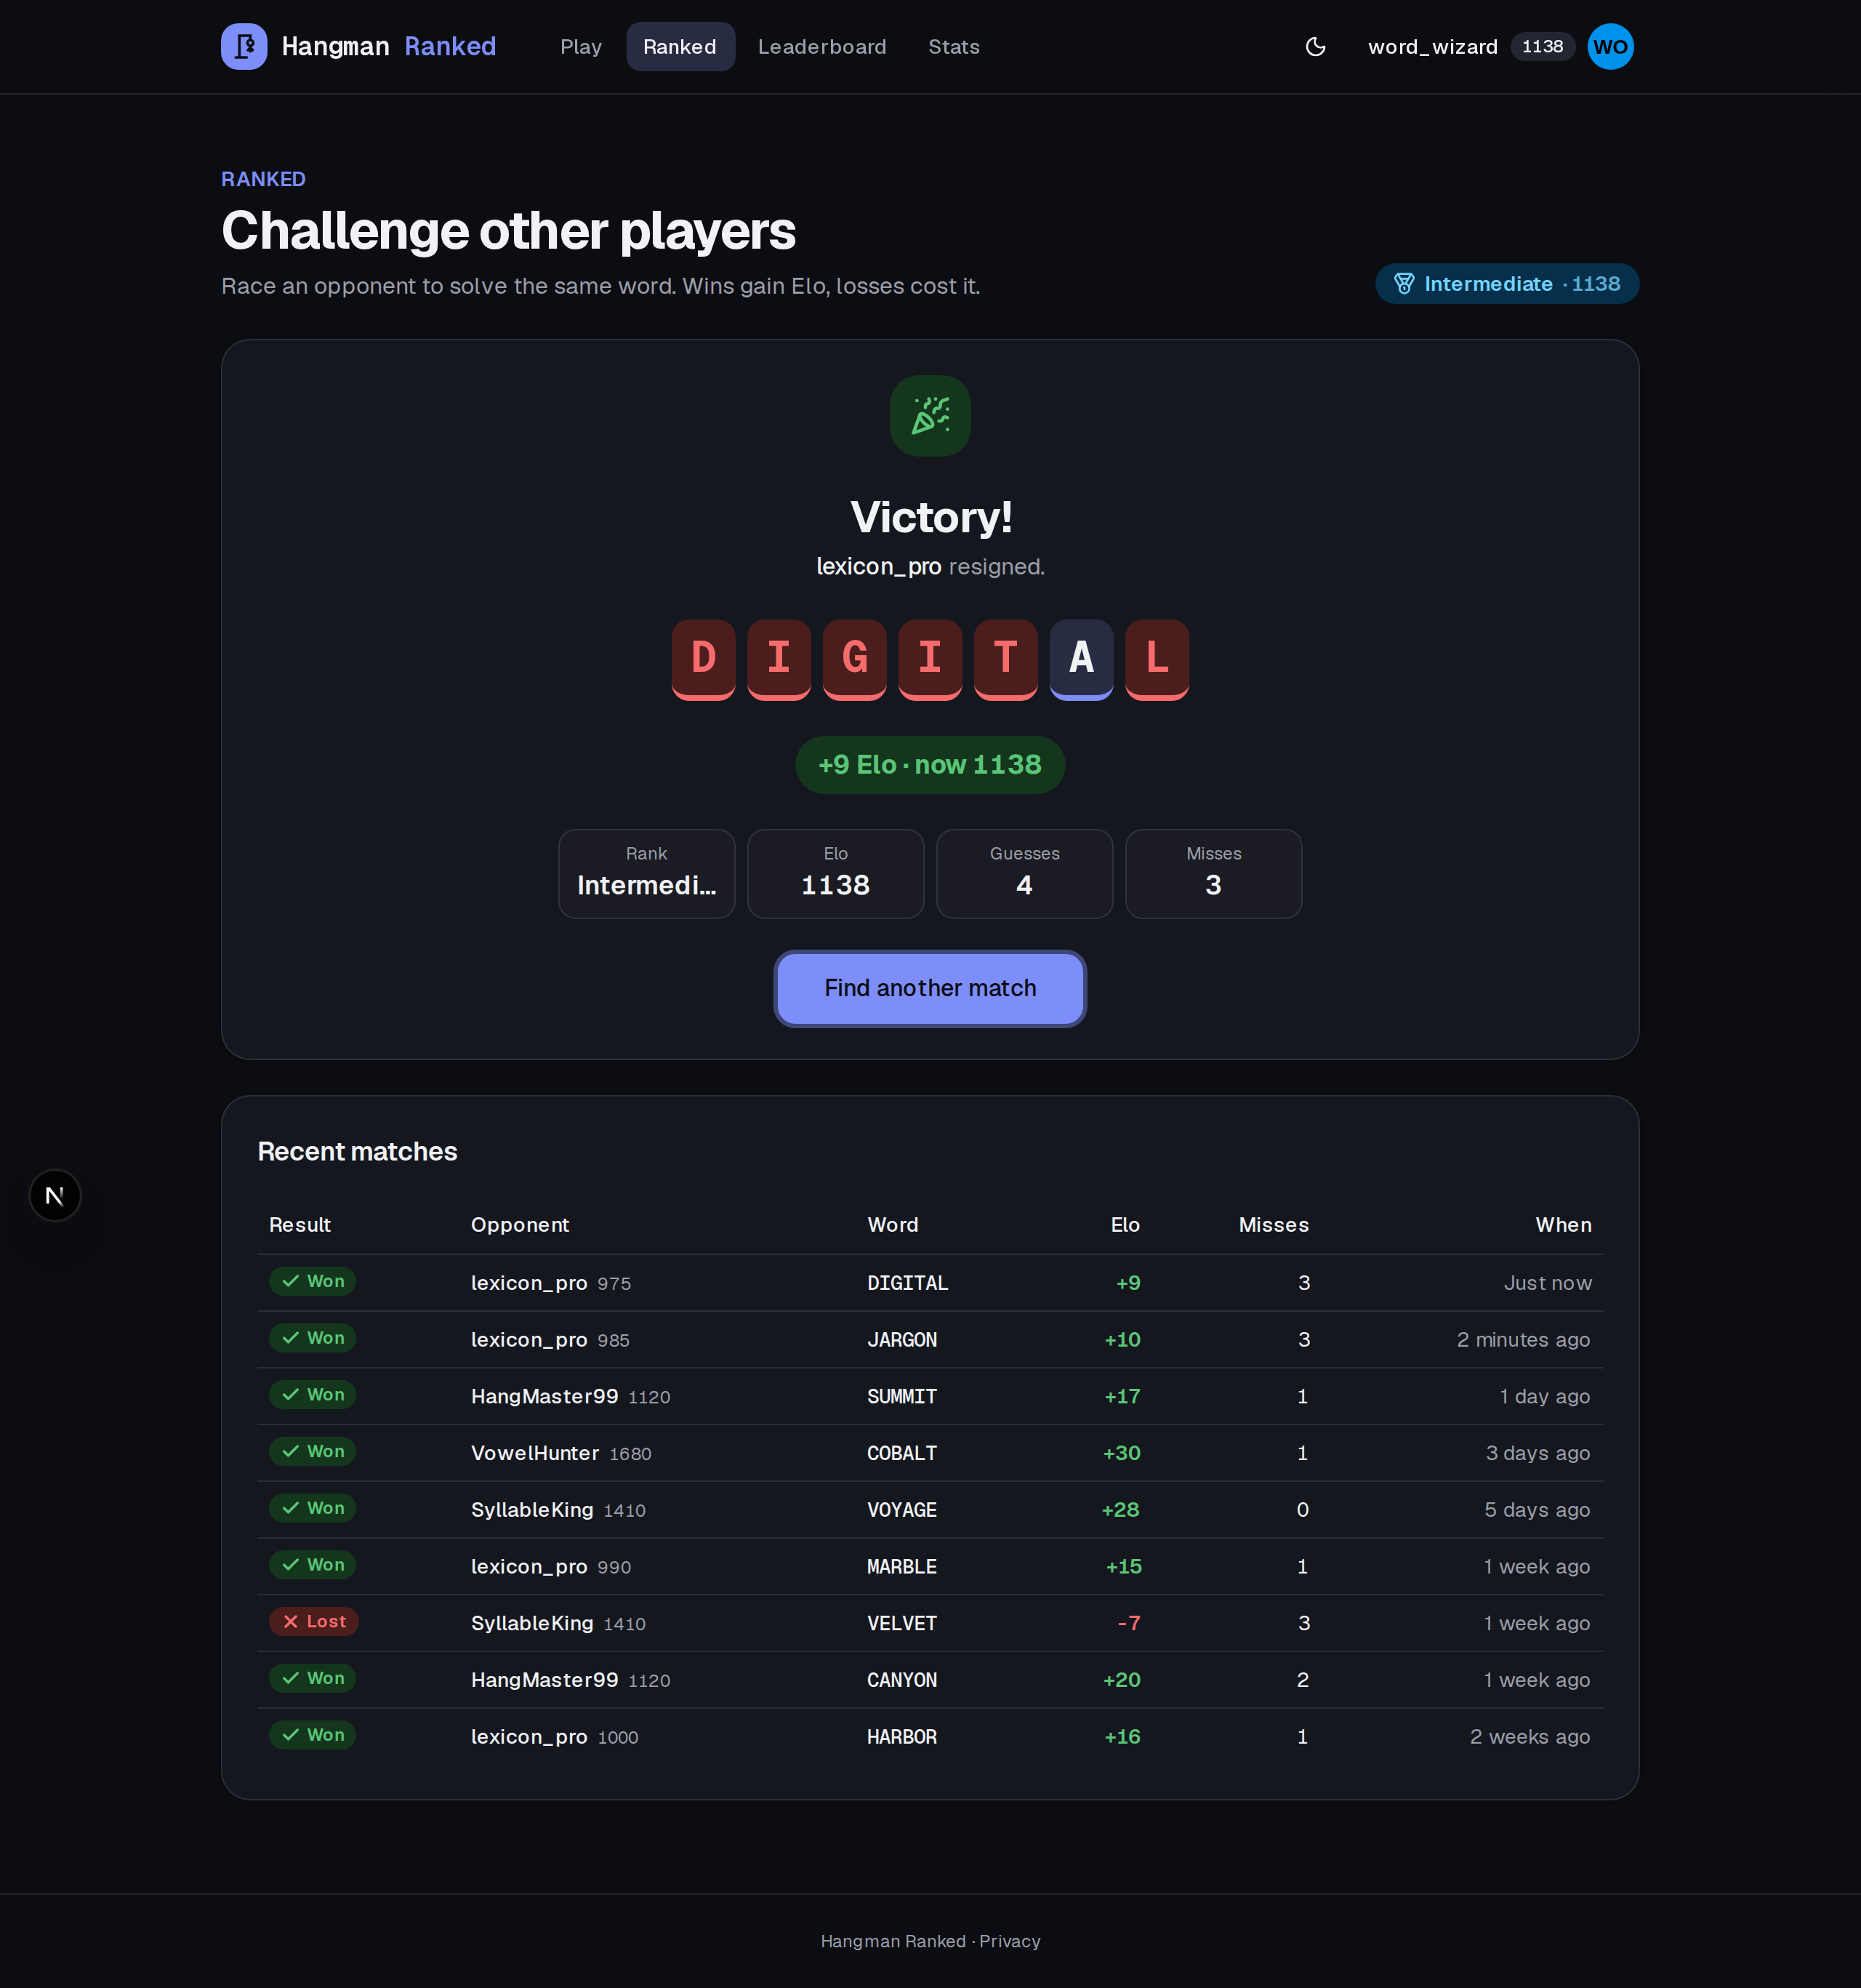 Hangman Ranked Play Ranked Leaderboard Stats word_wizard 1138 WO
RANKED
Challenge other players
Race an opponent to solve the same word. Wins gain Elo, losses cost it.
Intermediate · 1138
Victory!
lexicon_pro resigned.
D I G I T A L
+9 Elo · now 1138
Rank Elo Guesses Misses
Intermedi... 1138 4 3
Find another match
Recent matches
Result Opponent Word Elo Misses When
Won lexicon_pro 975 DIGITAL +9 3 Just now
Won lexicon_pro 985 JARGON +10 3 2 minutes ago
Won HangMaster99 1120 SUMMIT +17 1 1 day ago
Won VowelHunter 1680 COBALT +30 1 3 days ago
Won SyllableKing 1410 VOYAGE +28 0 5 days ago
Won lexicon_pro 990 MARBLE +15 1 1 week ago
Lost SyllableKing 1410 VELVET -7 3 1 week ago
Won HangMaster99 1120 CANYON +20 2 1 week ago
Won lexicon_pro 1000 HARBOR +16 1 2 weeks ago
N
Hangman Ranked · Privacy